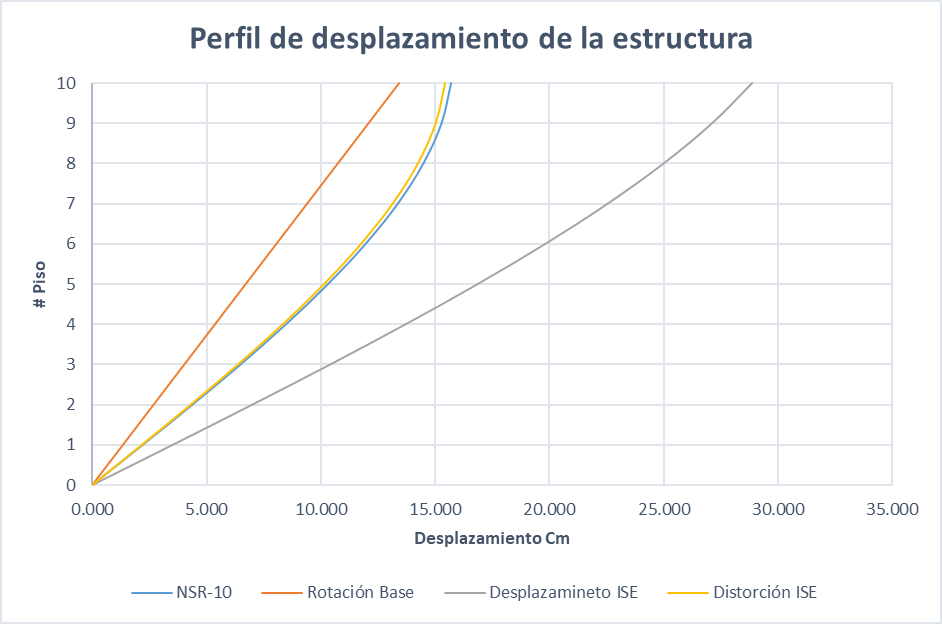 Perfil de desplazamiento de la estructura
10
9
8
7
6
5
4
3
2
1
0
# Piso
0.000 5.000 10.000 15.000 20.000 25.000 30.000 35.000
Desplazamiento Cm
NSR-10 Rotación Base Desplazamineto ISE Distorción ISE